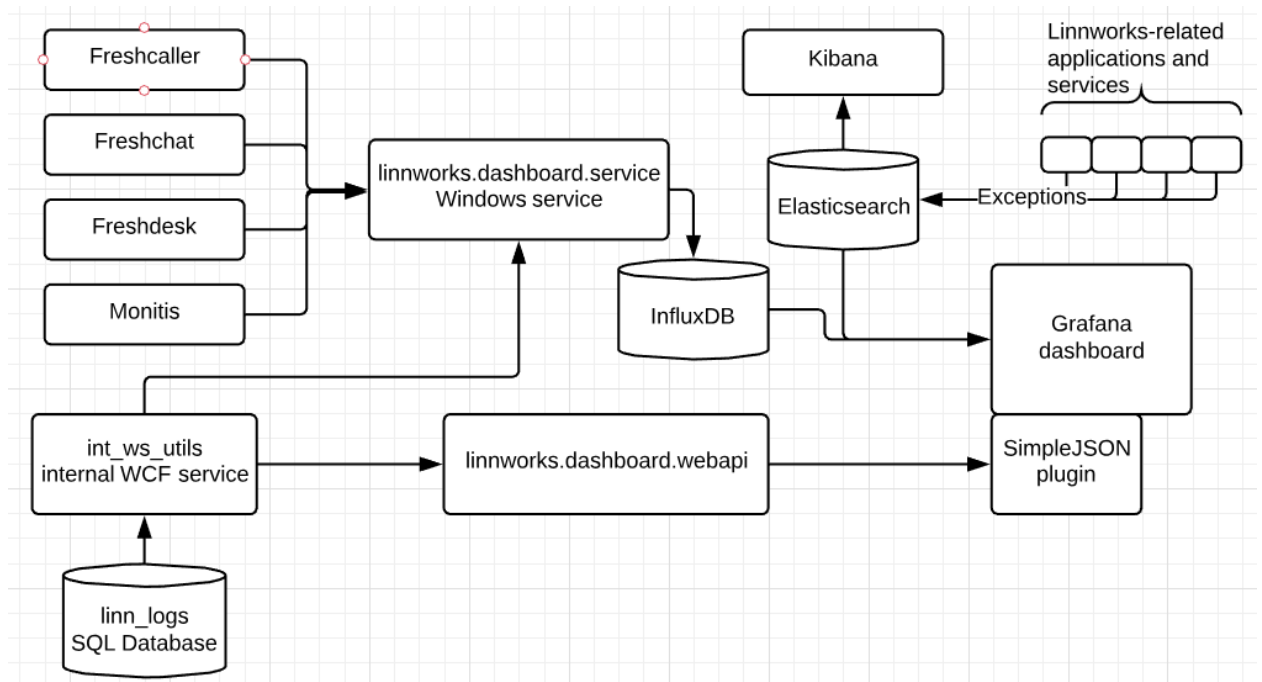 Freshcaller
Freshchat
Freshdesk
Monitis
linnworks.dashboard.service
Windows service
Kibana
Linnworks-related
applications and
services
Elasticsearch
Exceptions
InfluxDB
Grafana
dashboard
int_ws_utils
internal WCF service
linnworks.dashboard.webapi
SimpleJSON
plugin
linn_logs
SQL Database